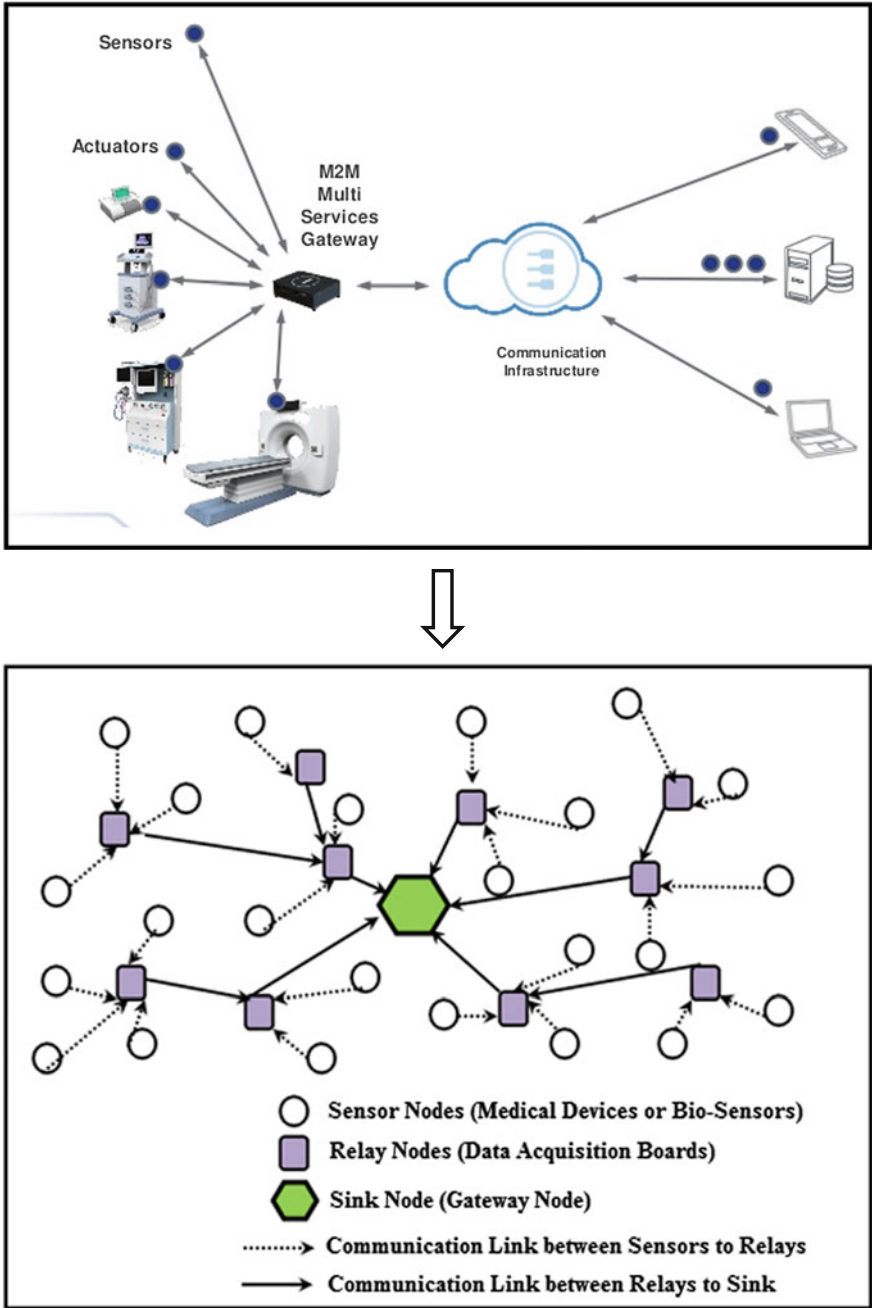 Sensors
Actuators
M2M
Multi
Services
Gateway
Communication
Infrastructure
Sensor Nodes (Medical Devices or Bio-Sensors)
Relay Nodes (Data Acquisition Boards)
Sink Node (Gateway Node)
Communication Link between Sensors to Relays
Communication Link between Relays to Sink